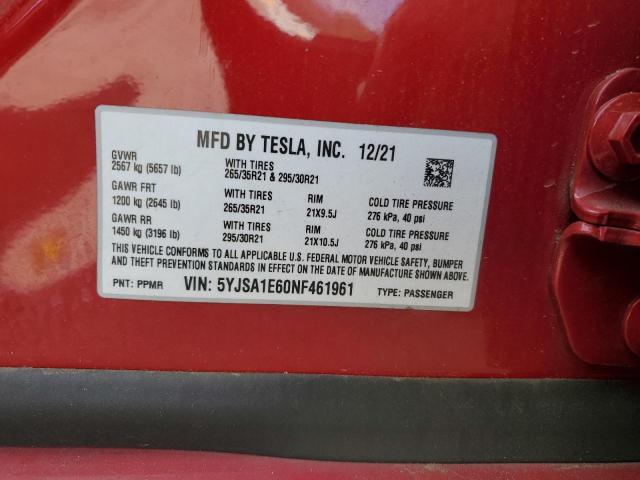 MFD BY TESLA, INC. 12/21
GVWR
2567 kg (5657 lb)
WITH TIRES
265/35R21 & 295/30R21
GAWR FRT
1200 kg (2645 lb)
WITH TIRES
265/35R21
RIM
21X9.5J
COLD TIRE PRESSURE
276 kPa, 40 psi
GAWR RR
1450 kg (3196 lb)
WITH TIRES
295/30R21
RIM
21X10.5J
COLD TIRE PRESSURE
276 kPa, 40 psi
THIS VEHICLE CONFORMS TO ALL APPLICABLE U.S. FEDERAL MOTOR VEHICLE SAFETY, BUMPER
AND THEFT PREVENTION STANDARDS IN EFFECT ON THE DATE OF MANUFACTURE SHOWN ABOVE.
PNT: PPMR VIN: 5YJSA1E60NF461961 TYPE: PASSENGER